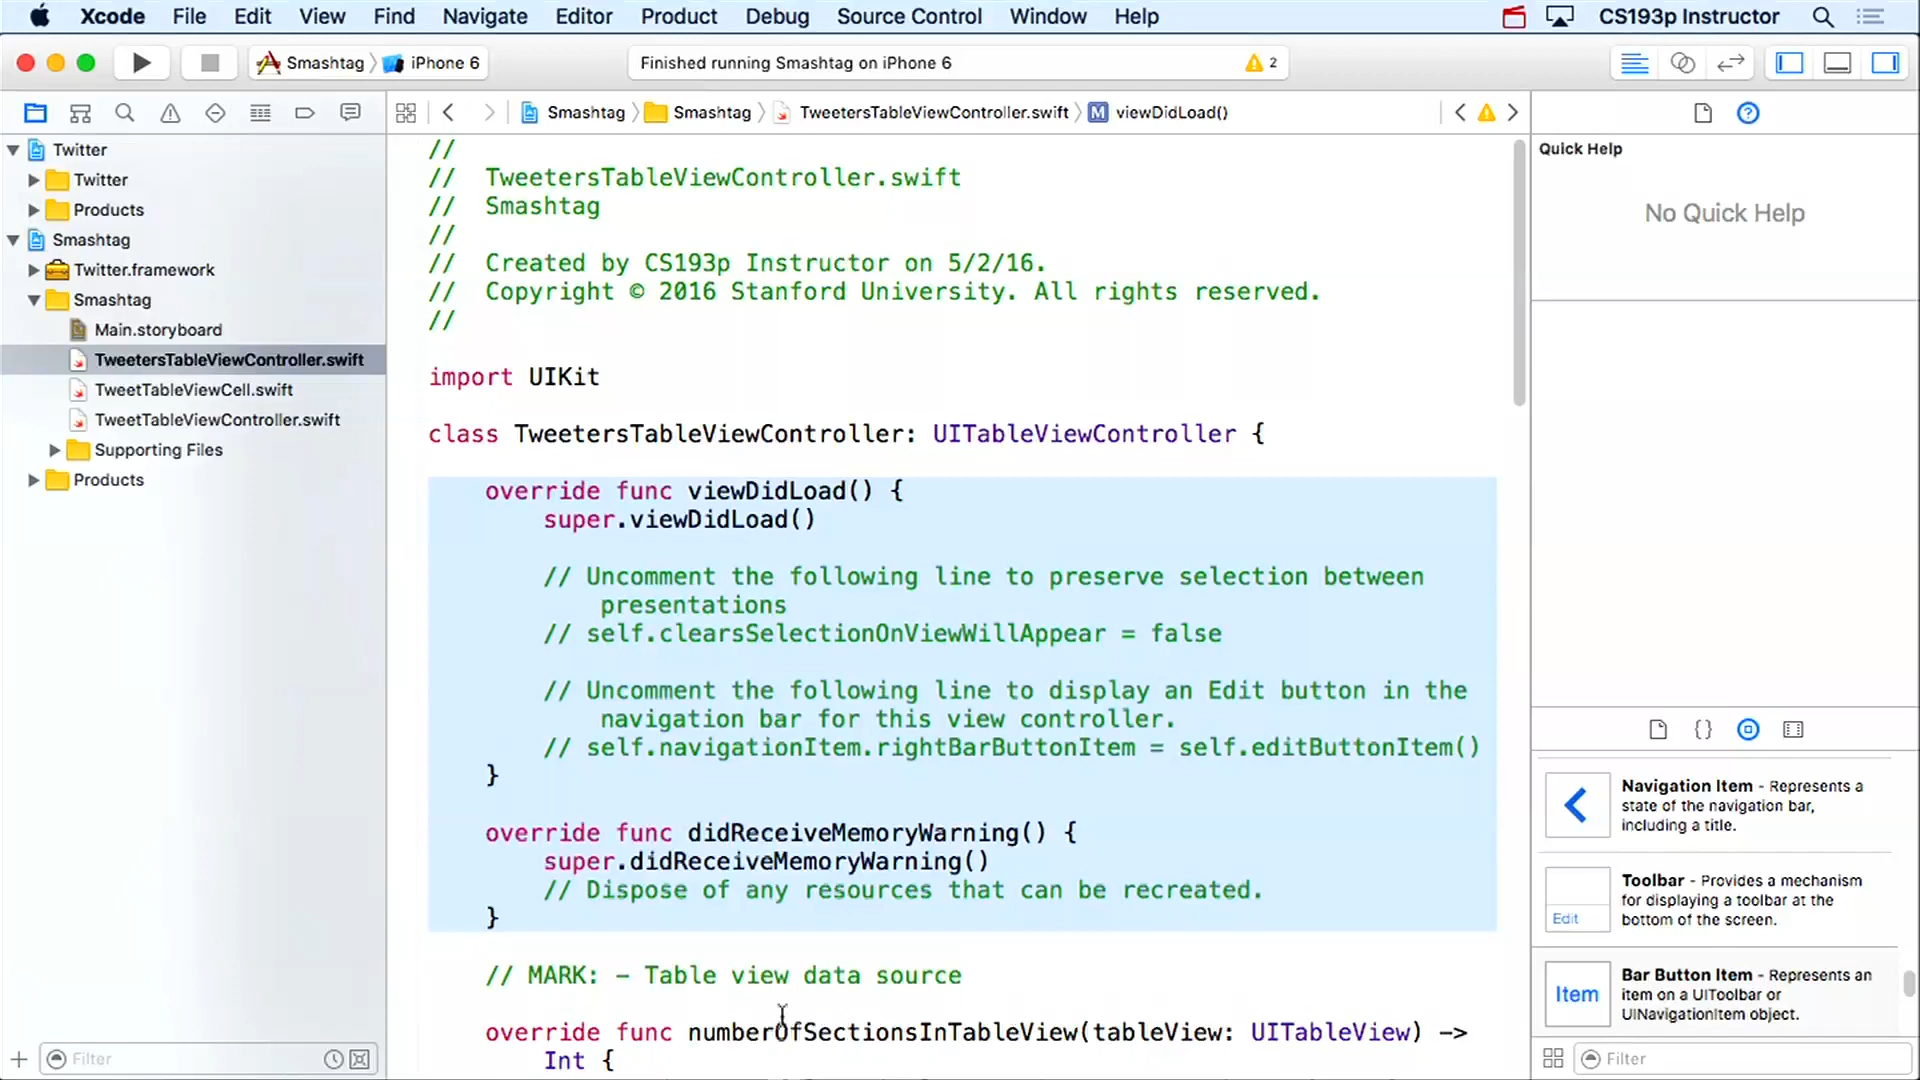 Xcode File Edit View Find Navigate Editor Product Debug Source Control Window Help CS193p Instructor
Smashtag iPhone 6 Finished running Smashtag on iPhone 6 2
Smashtag Smashtag TweetersTableViewController.swift M viewDidLoad()
Twitter
Twitter
Products
Smashtag
Twitter.framework
Smashtag
Main.storyboard
TweetersTableViewController.swift
TweetTableViewCell.swift
TweetTableViewController.swift
Supporting Files
Products
Filter
//
// TweetersTableViewController.swift
// Smashtag
//
// Created by CS193p Instructor on 5/2/16.
// Copyright © 2016 Stanford University. All rights reserved.
//
import UIKit
class TweetersTableViewController: UITableViewController {
override func viewDidLoad() {
super.viewDidLoad()
// Uncomment the following line to preserve selection between
presentations
// self.clearsSelectionOnViewWillAppear = false
// Uncomment the following line to display an Edit button in the
navigation bar for this view controller.
// self.navigationItem.rightBarButtonItem = self.editButtonItem()
}
override func didReceiveMemoryWarning() {
super.didReceiveMemoryWarning()
// Dispose of any resources that can be recreated.
}
// MARK: - Table view data source
override func numberOfSectionsInTableView(tableView: UITableView) ->
Int {
Quick Help
No Quick Help
{}
Navigation Item - Represents a
state of the navigation bar,
including a title.
Edit
Toolbar - Provides a mechanism
for displaying a toolbar at the
bottom of the screen.
Item
Bar Button Item - Represents an
item on a UIToolbar or
UINavigationItem object.
Filter